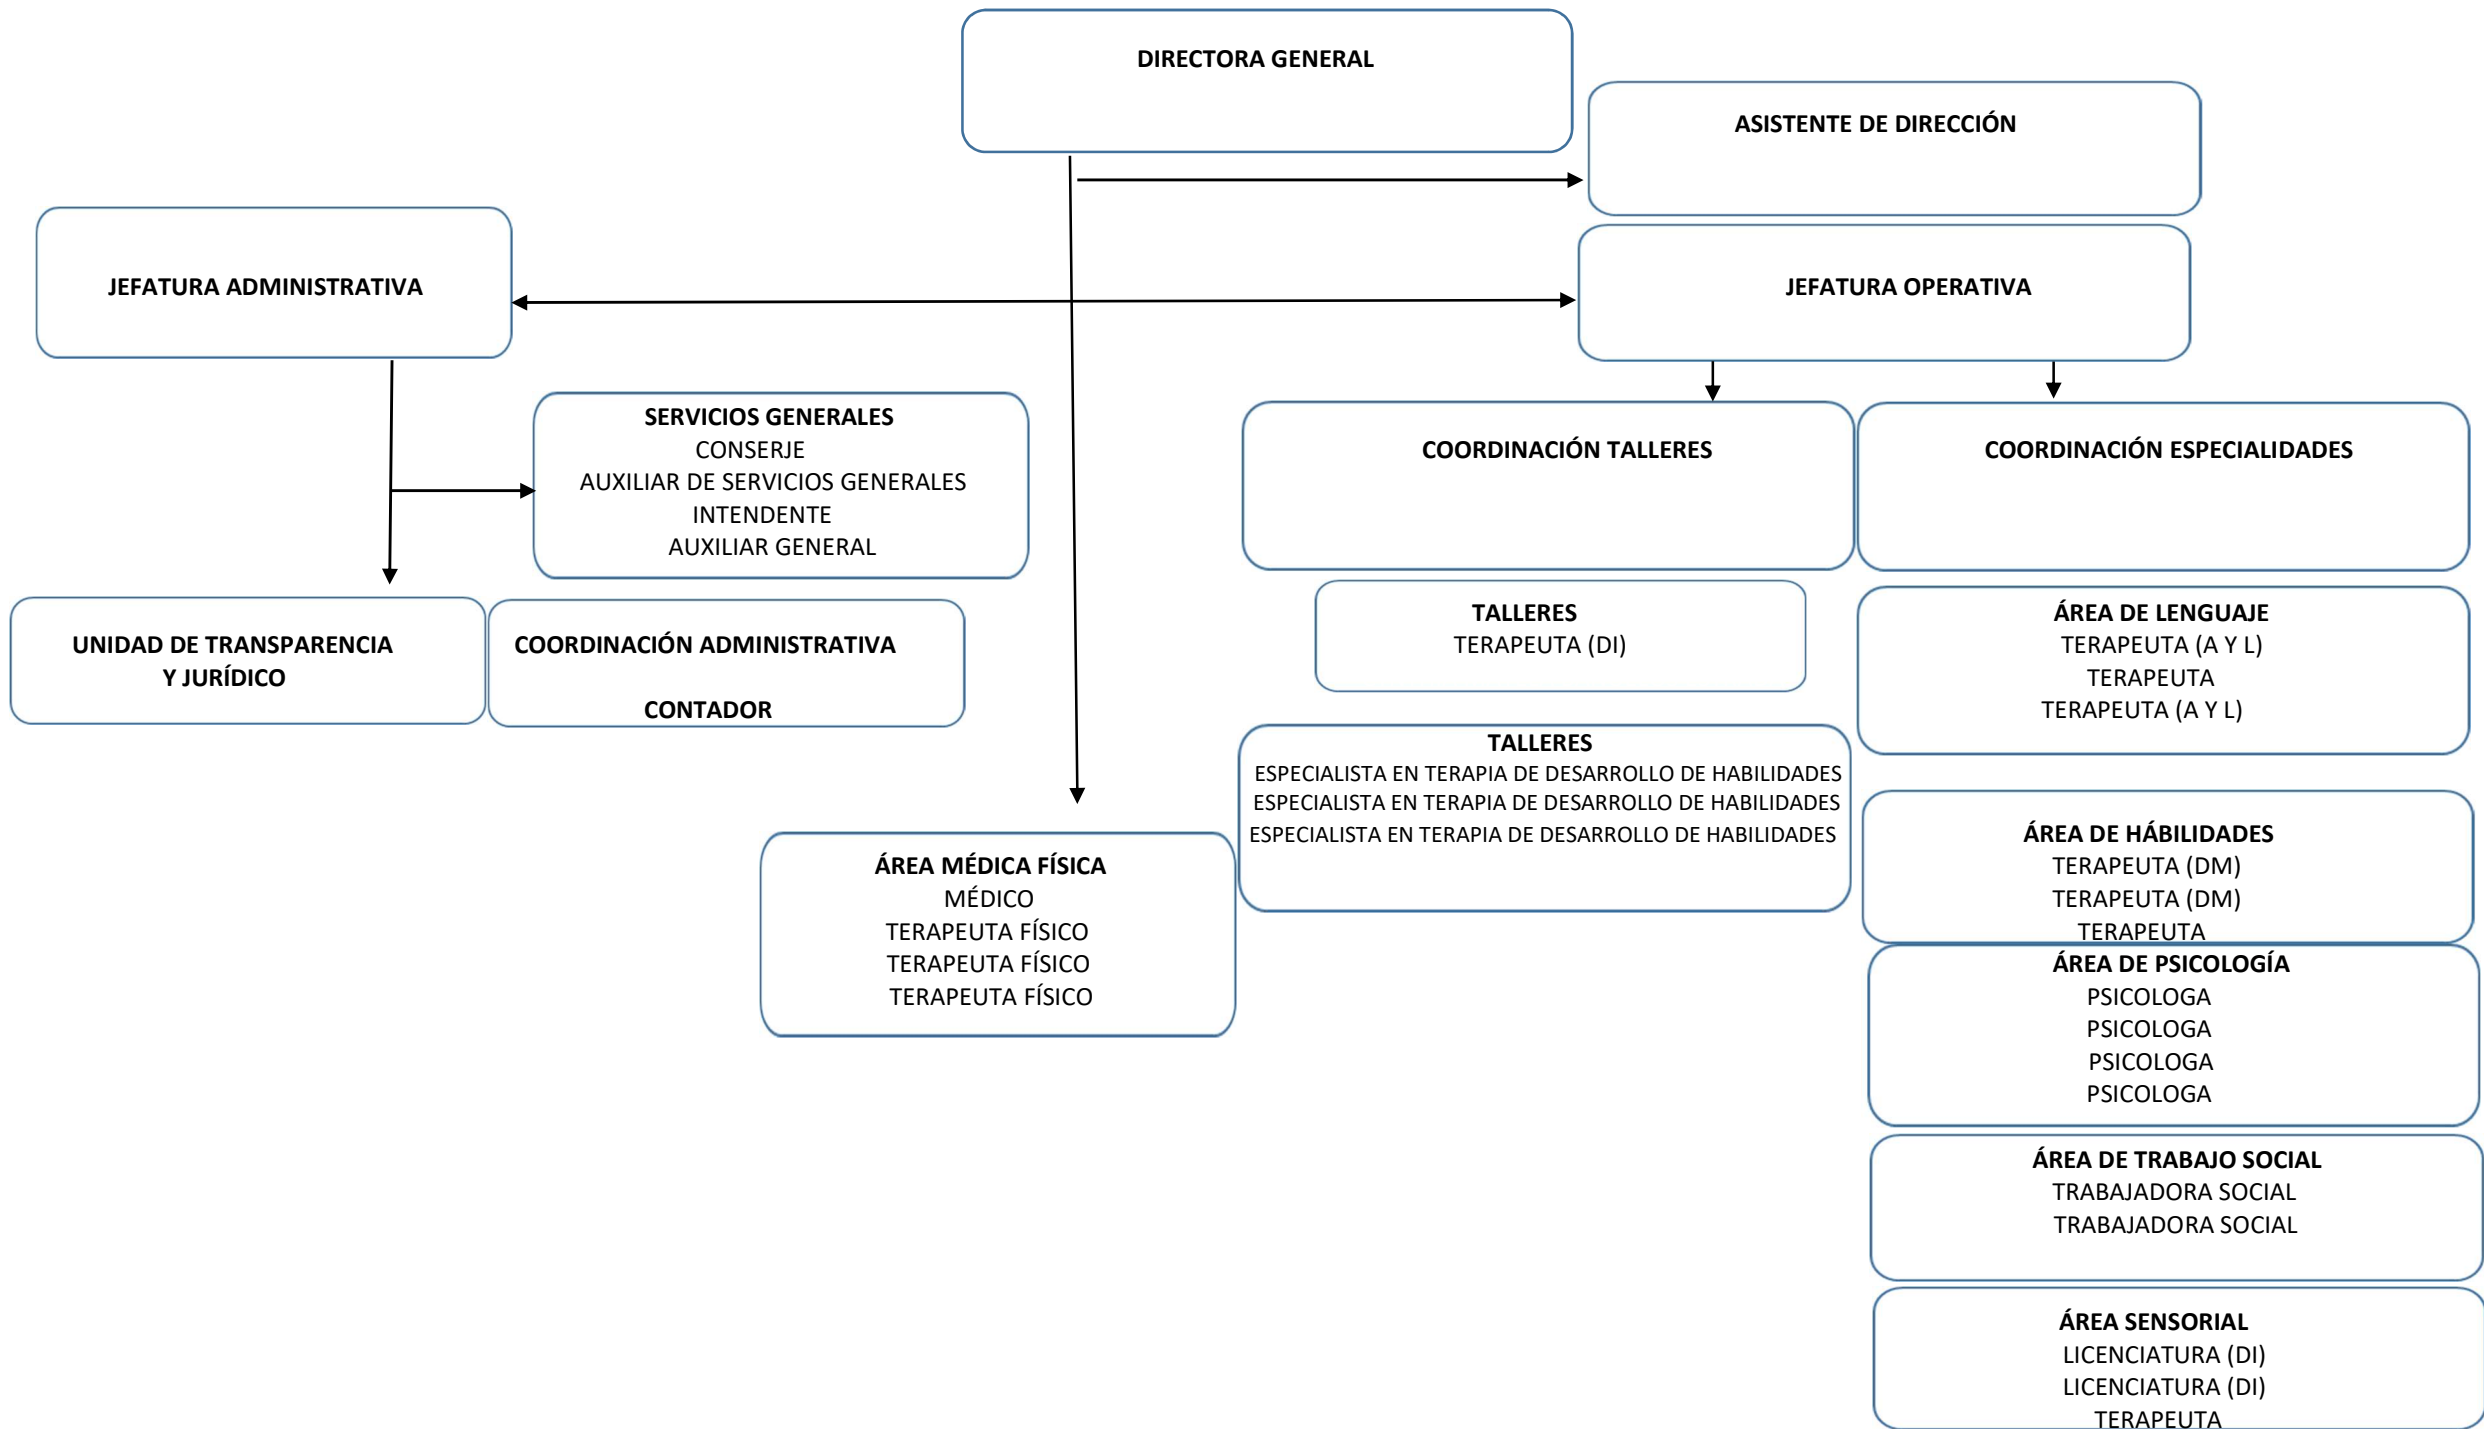 DIRECTORA GENERAL
ASISTENTE DE DIRECCIÓN
JEFATURA ADMINISTRATIVA
JEFATURA OPERATIVA
SERVICIOS GENERALES
CONSERJE
AUXILIAR DE SERVICIOS GENERALES
INTENDENTE
AUXILIAR GENERAL
COORDINACIÓN TALLERES
COORDINACIÓN ESPECIALIDADES
UNIDAD DE TRANSPARENCIA
Y JURÍDICO
COORDINACIÓN ADMINISTRATIVA
CONTADOR
TALLERES
TERAPEUTA (DI)
ÁREA DE LENGUAJE
TERAPEUTA (A Y L)
TERAPEUTA
TERAPEUTA (A Y L)
TALLERES
ESPECIALISTA EN TERAPIA DE DESARROLLO DE HABILIDADES
ESPECIALISTA EN TERAPIA DE DESARROLLO DE HABILIDADES
ESPECIALISTA EN TERAPIA DE DESARROLLO DE HABILIDADES
ÁREA MÉDICA FÍSICA
MÉDICO
TERAPEUTA FÍSICO
TERAPEUTA FÍSICO
TERAPEUTA FÍSICO
ÁREA DE HÁBILIDADES
TERAPEUTA (DM)
TERAPEUTA (DM)
TERAPEUTA
ÁREA DE PSICOLOGÍA
PSICOLOGA
PSICOLOGA
PSICOLOGA
PSICOLOGA
ÁREA DE TRABAJO SOCIAL
TRABAJADORA SOCIAL
TRABAJADORA SOCIAL
ÁREA SENSORIAL
LICENCIATURA (DI)
LICENCIATURA (DI)
TERAPEUTA